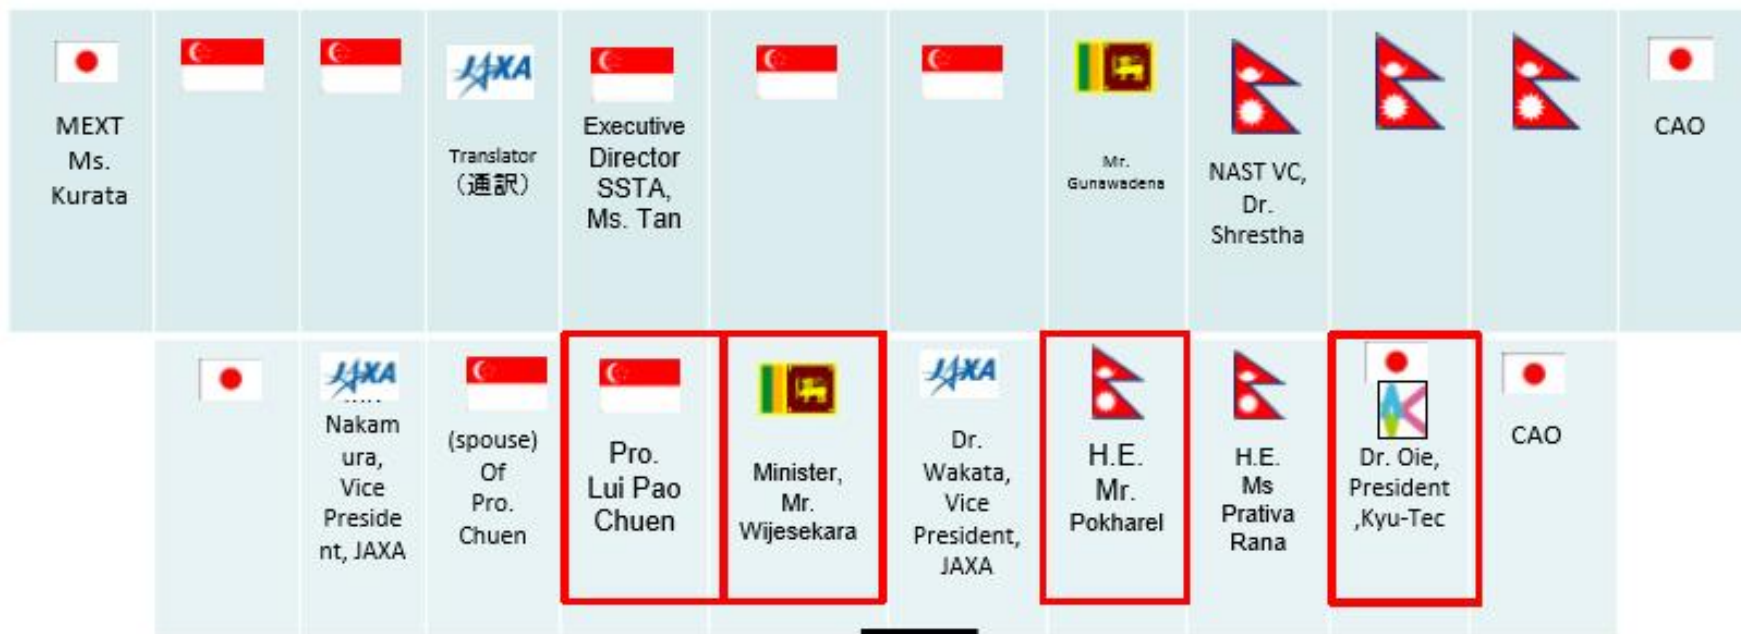 JAXA
MEXT
Ms.
Kurata
Translator
（通訳）
Executive
Director
SSTA,
Ms. Tan
Mr.
Gunawadena
NAST VC,
Dr.
Shrestha
CAO
JAXA
Nakam
ura,
Vice
Preside
nt, JAXA
(spouse)
Of
Pro.
Chuen
Pro.
Lui Pao
Chuen
Minister,
Mr.
Wijesekara
JAXA
Dr.
Wakata,
Vice
President,
JAXA
H.E.
Mr.
Pokharel
H.E.
Ms
Prativa
Rana
Dr. Oie,
President
,Kyu-Tec
CAO